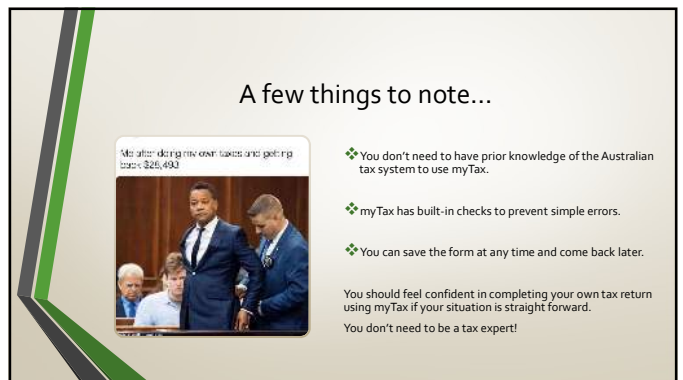 A few things to note...
Me after doing my own taxes and getting
back $28,493
You don't need to have prior knowledge of the Australian
tax system to use myTax.
myTax has built-in checks to prevent simple errors.
You can save the form at any time and come back later.
You should feel confident in completing your own tax return
using myTax if your situation is straight forward.
You don't need to be a tax expert!